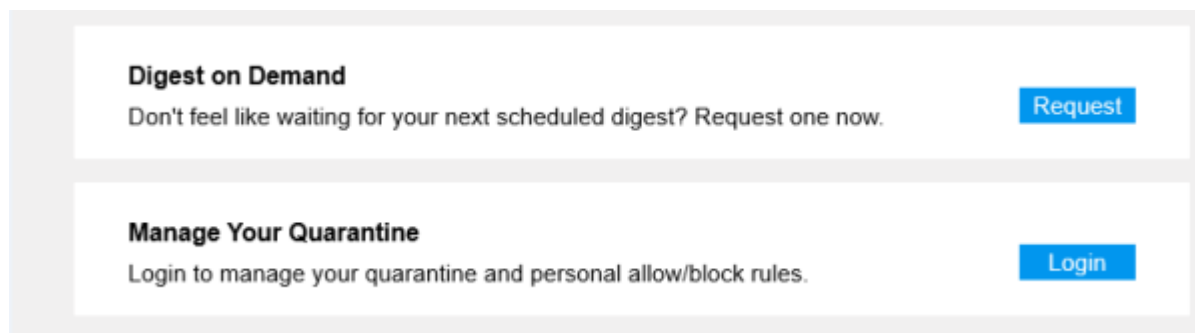 Digest on Demand
Don't feel like waiting for your next scheduled digest? Request one now.
Request
Manage Your Quarantine
Login to manage your quarantine and personal allow/block rules.
Login